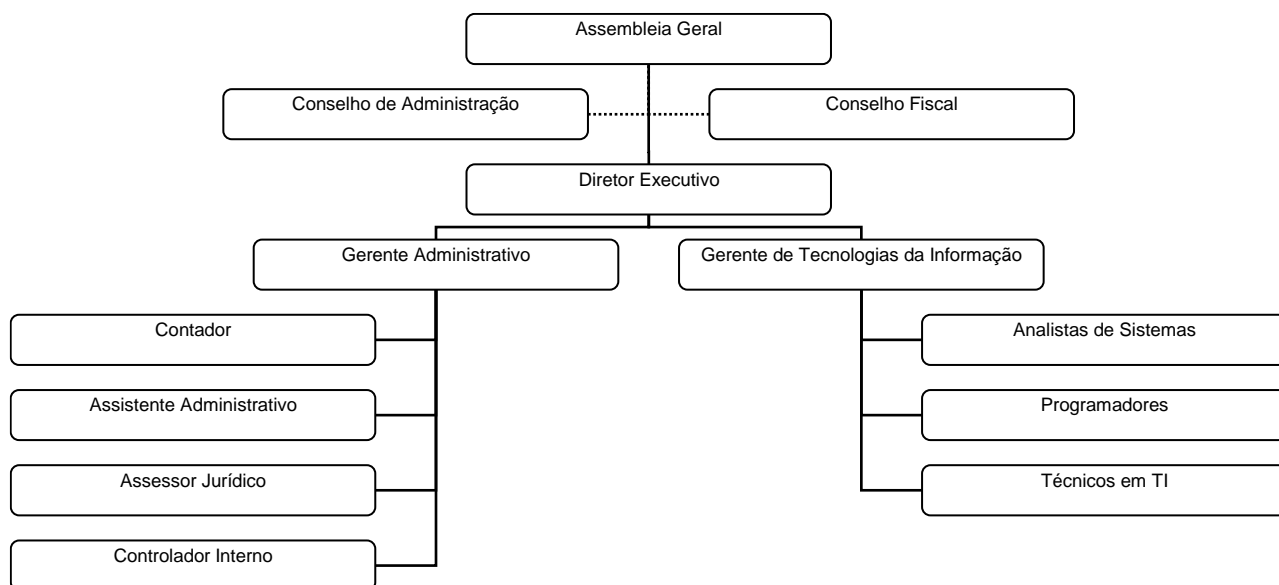 Assembleia Geral
Conselho de Administração
Conselho Fiscal
Diretor Executivo
Gerente Administrativo
Gerente de Tecnologias da Informação
Contador
Analistas de Sistemas
Assistente Administrativo
Programadores
Assessor Jurídico
Técnicos em TI
Controlador Interno